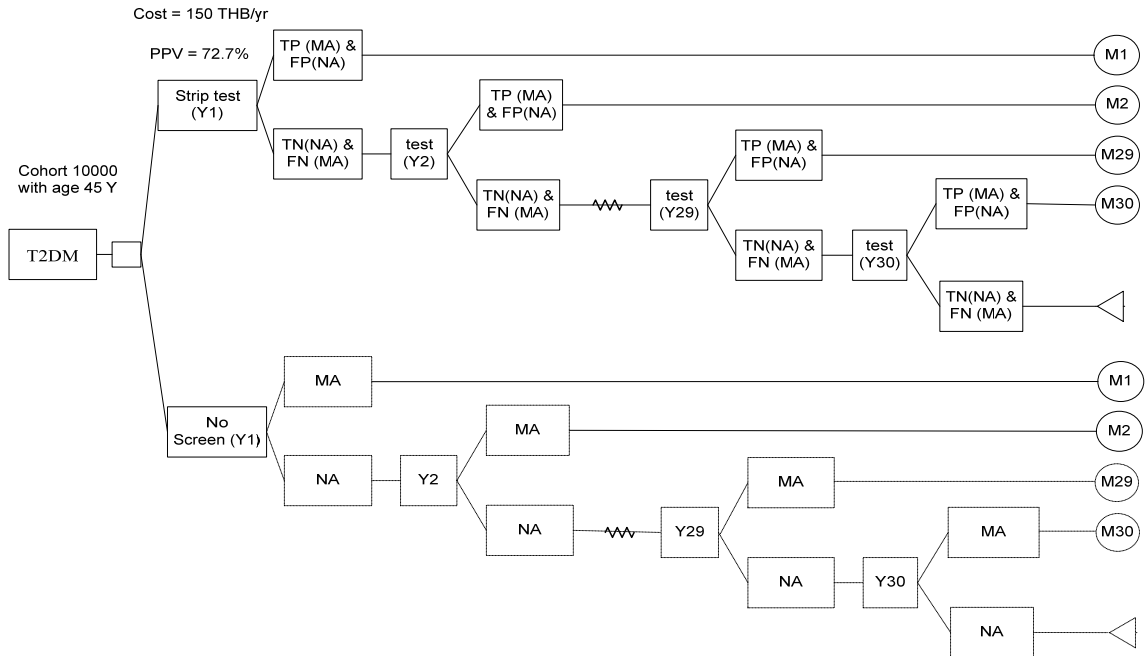 Cost = 150 THB/yr
PPV = 72.7%
Cohort 10000
with age 45 Y
T2DM
Strip test
(Y1)
TP (MA) &
FP(NA)
M1
TN(NA) &
FN (MA)
test
(Y2)
TP (MA)
& FP(NA)
M2
TN(NA) &
FN (MA)
test
(Y29)
TP (MA) &
FP(NA)
M29
TN(NA) &
FN (MA)
test
(Y30)
TP (MA) &
FP(NA)
M30
TN(NA) &
FN (MA)
No
Screen (Y1)
MA
M1
NA
Y2
MA
M2
NA
Y29
MA
M29
NA
Y30
MA
M30
NA